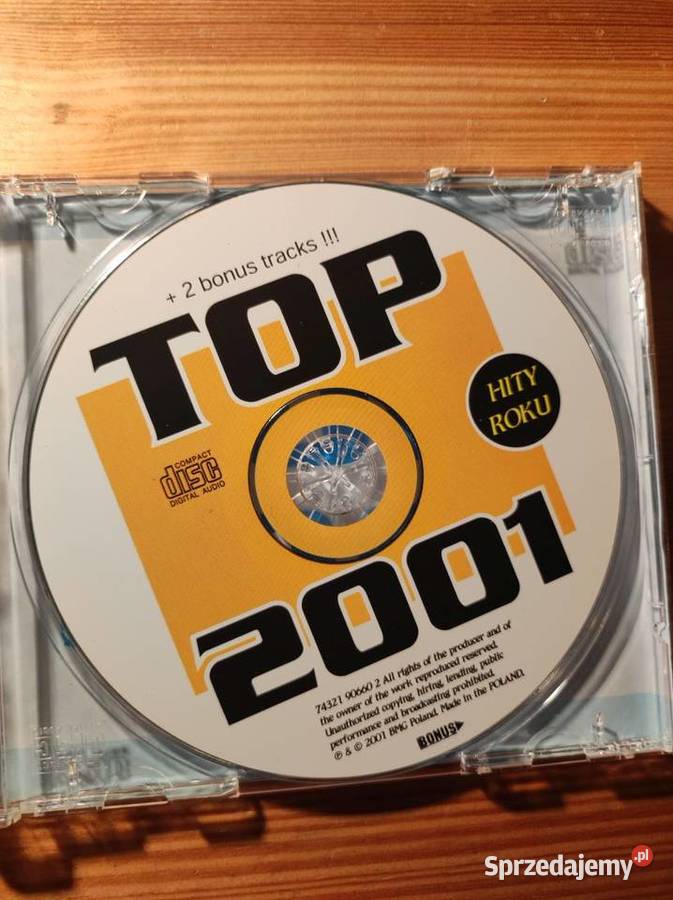 + 2 bonus tracks !!!
TOP
HITY
ROKU
COMPACT
disc
DIGITAL AUDIO
2001
74321 90660 2 All rights of the producer and of
the owner of the work reproduced reserved.
Unauthorized copying, hiring, lending, public
performance and broadcasting prohibited.
℗ & © 2001 BMG Poland. Made in the POLAND.
BONUS
Sprzedajemy.pl